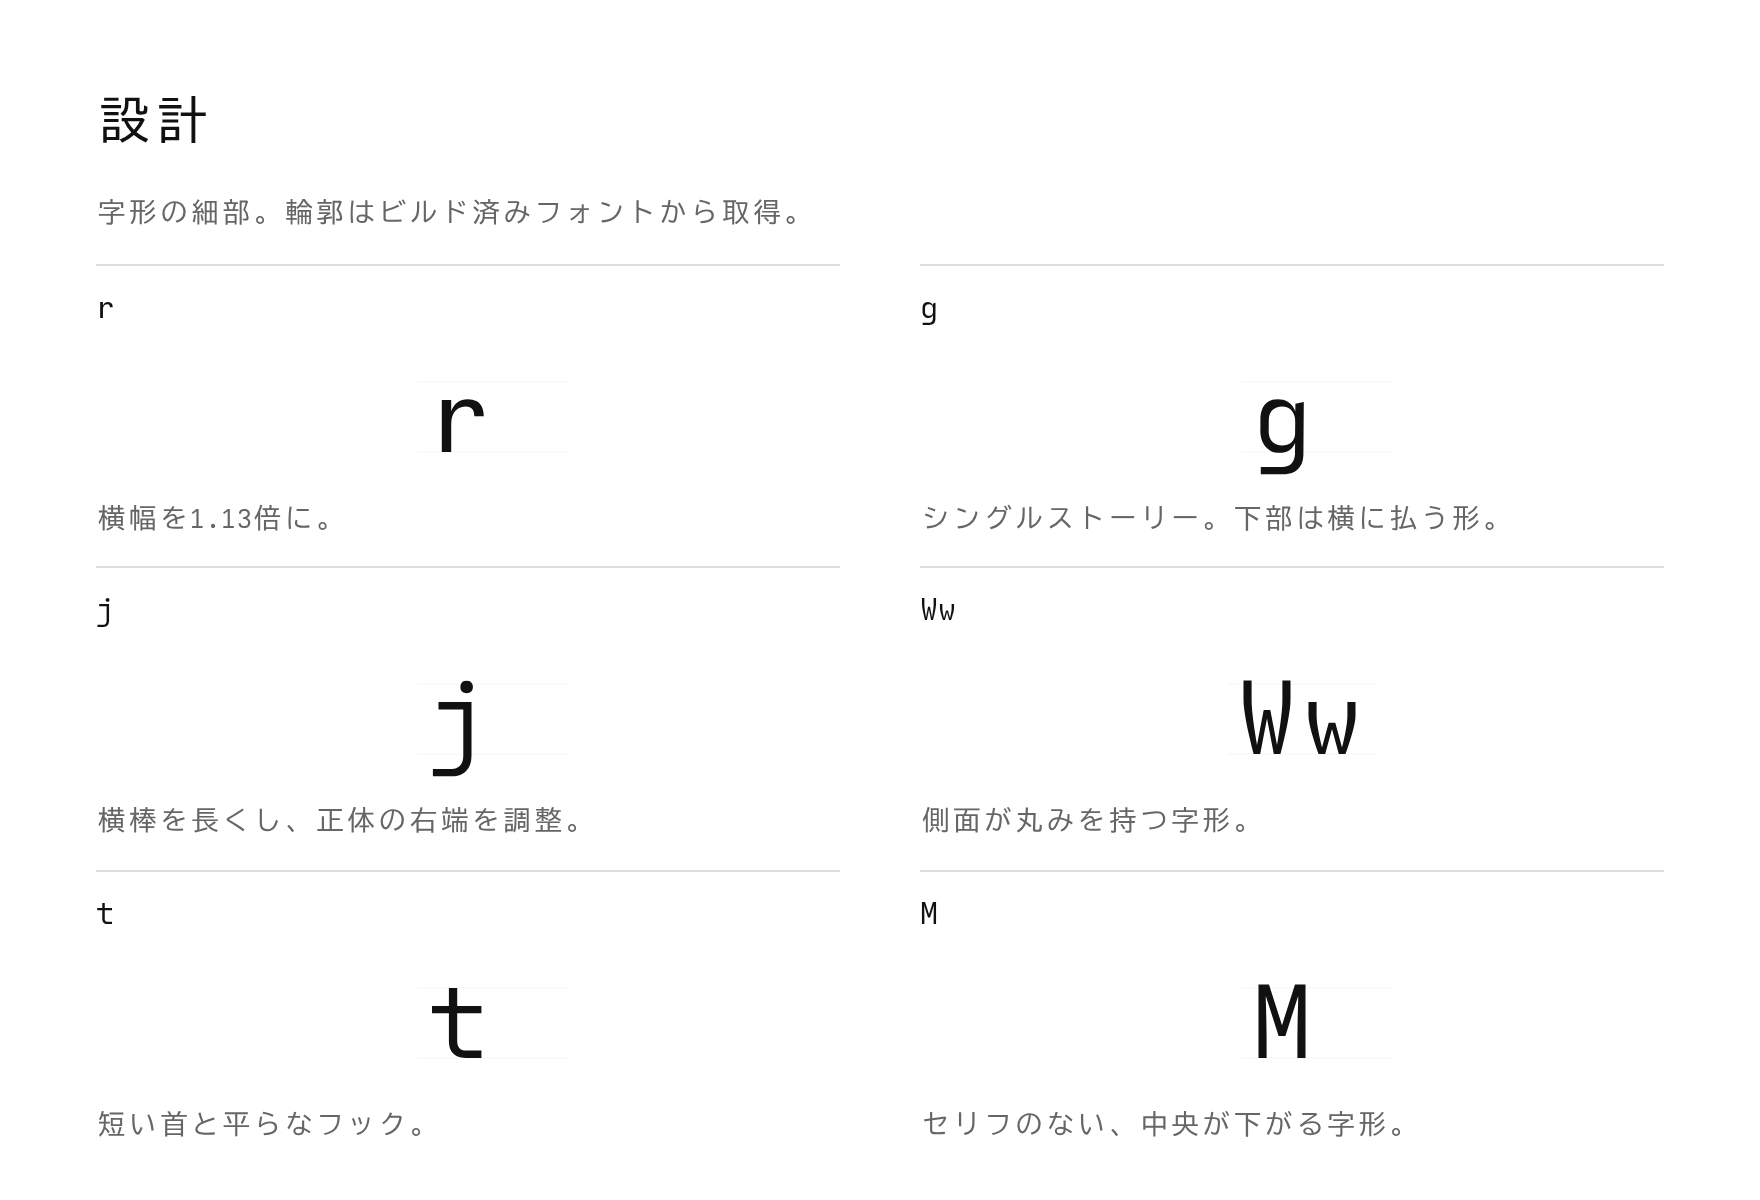 設計
字形の細部。輪郭はビルド済みフォントから取得。
r
r
横幅を1.13倍に。
g
g
シングルストーリー。下部は横に払う形。
j
j
横棒を長くし、正体の右端を調整。
Ww
Ww
側面が丸みを持つ字形。
t
t
短い首と平らなフック。
M
M
セリフのない、中央が下がる字形。